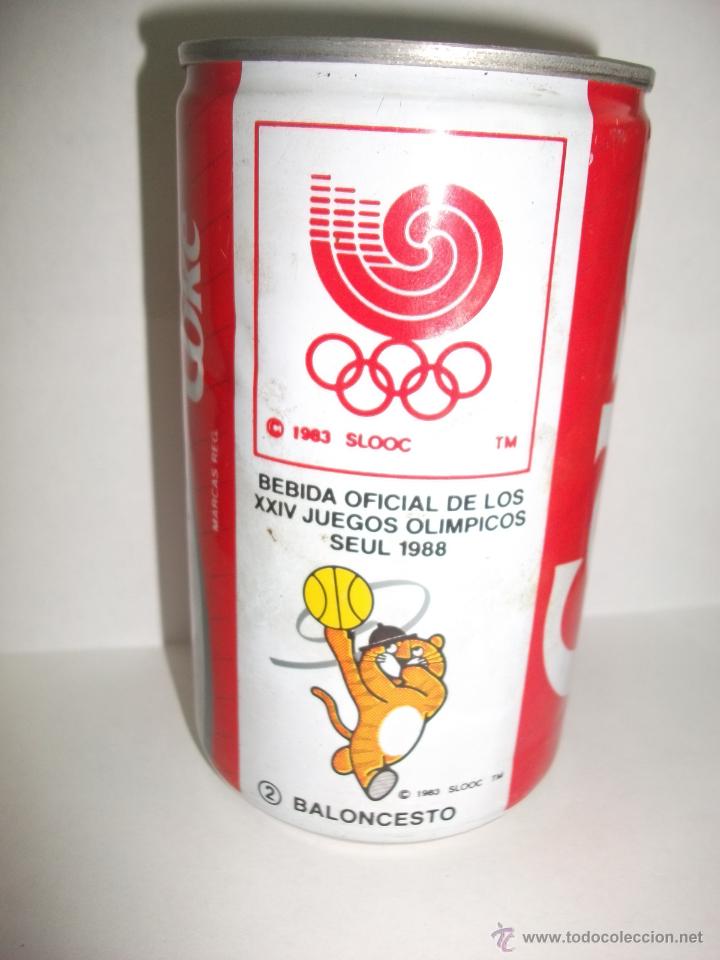 Coke
MARCAS REG.
© 1983 SLOOC TM
BEBIDA OFICIAL DE LOS
XXIV JUEGOS OLIMPICOS
SEUL 1988
© 1983 SLOOC TM
② BALONCESTO
© www.todocoleccion.net